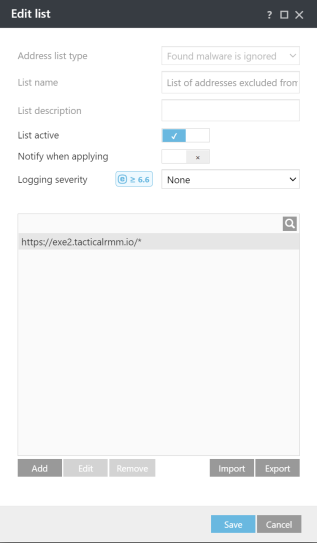 Edit list
?
Address list type
Found malware is ignored
List name
List of addresses excluded from
List description
List active
Notify when applying
Logging severity
≥ 6.6
None
https://exe2.tacticalrmm.io/*
Add
Edit
Remove
Import
Export
Save
Cancel